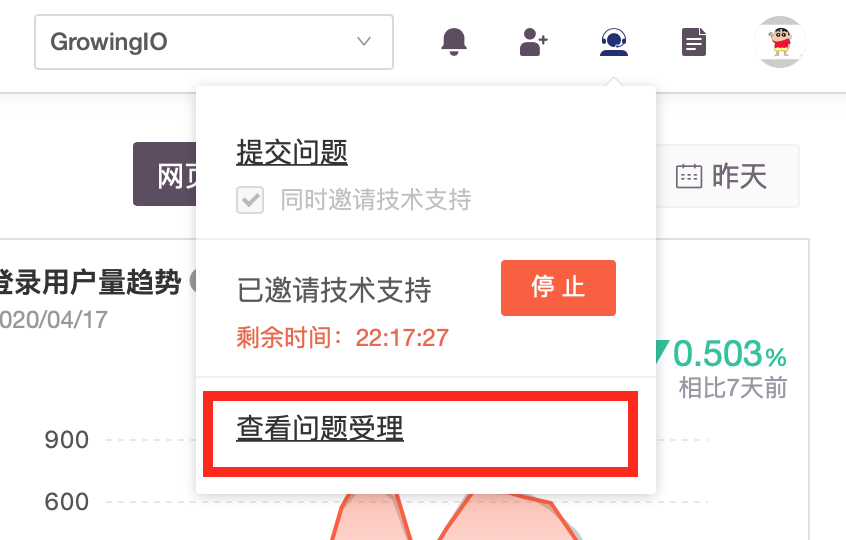 GrowingIO
提交问题
网页
昨天
同时邀请技术支持
登录用户量趋势
已邀请技术支持
停止
020/04/17
剩余时间：22:17:27
0.503%
相比7天前
查看问题受理
900
600